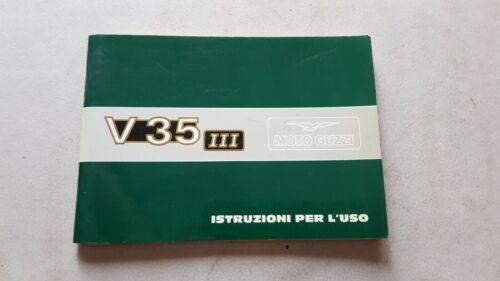 V 35 III
MOTO GUZZI
ISTRUZIONI PER L'USO